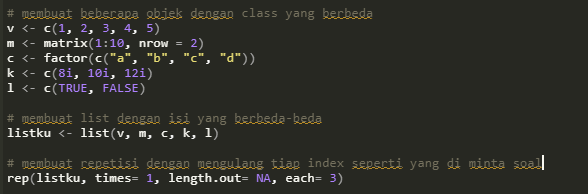 # membuat beberapa objek dengan class yang berbeda
v <- c(1, 2, 3, 4, 5)
m <- matrix(1:10, nrow = 2)
c <- factor(c("a", "b", "c", "d"))
k <- c(8i, 10i, 12i)
l <- c(TRUE, FALSE)
# membuat list dengan isi yang berbeda-beda
listku <- list(v, m, c, k, l)
# membuat repetisi dengan mengulang tiap index seperti yang di minta soal
rep(listku, times= 1, length.out= NA, each= 3)